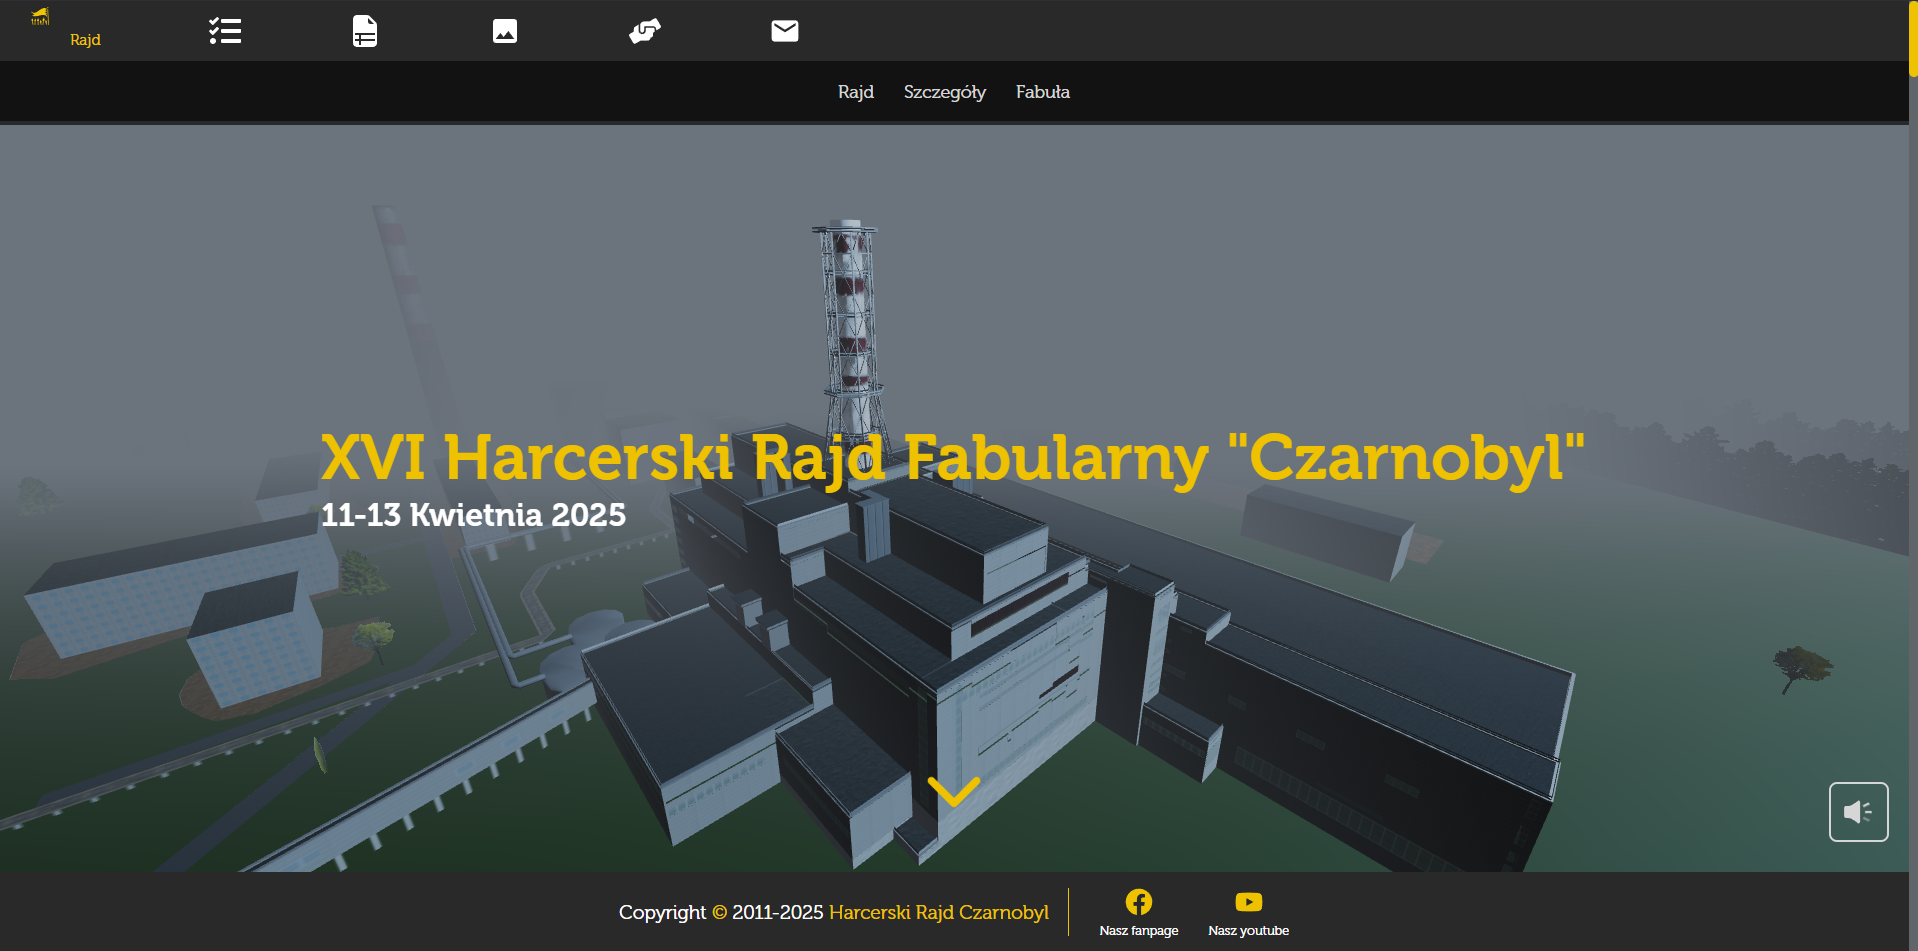 Rajd
Rajd Szczegóły Fabuła
XVI Harcerski Rajd Fabularny "Czarnobyl"
11-13 Kwietnia 2025
Copyright © 2011-2025 Harcerski Rajd Czarnobyl
Nasz fanpage
Nasz youtube